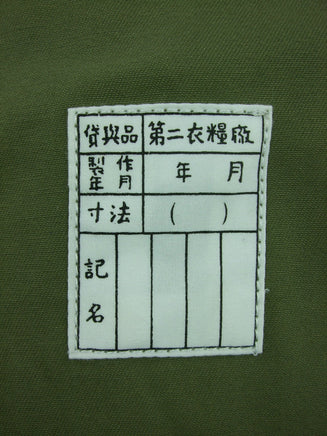 貸與品 第二衣糧廠
製作年月 年 月
寸法 ( )
記名